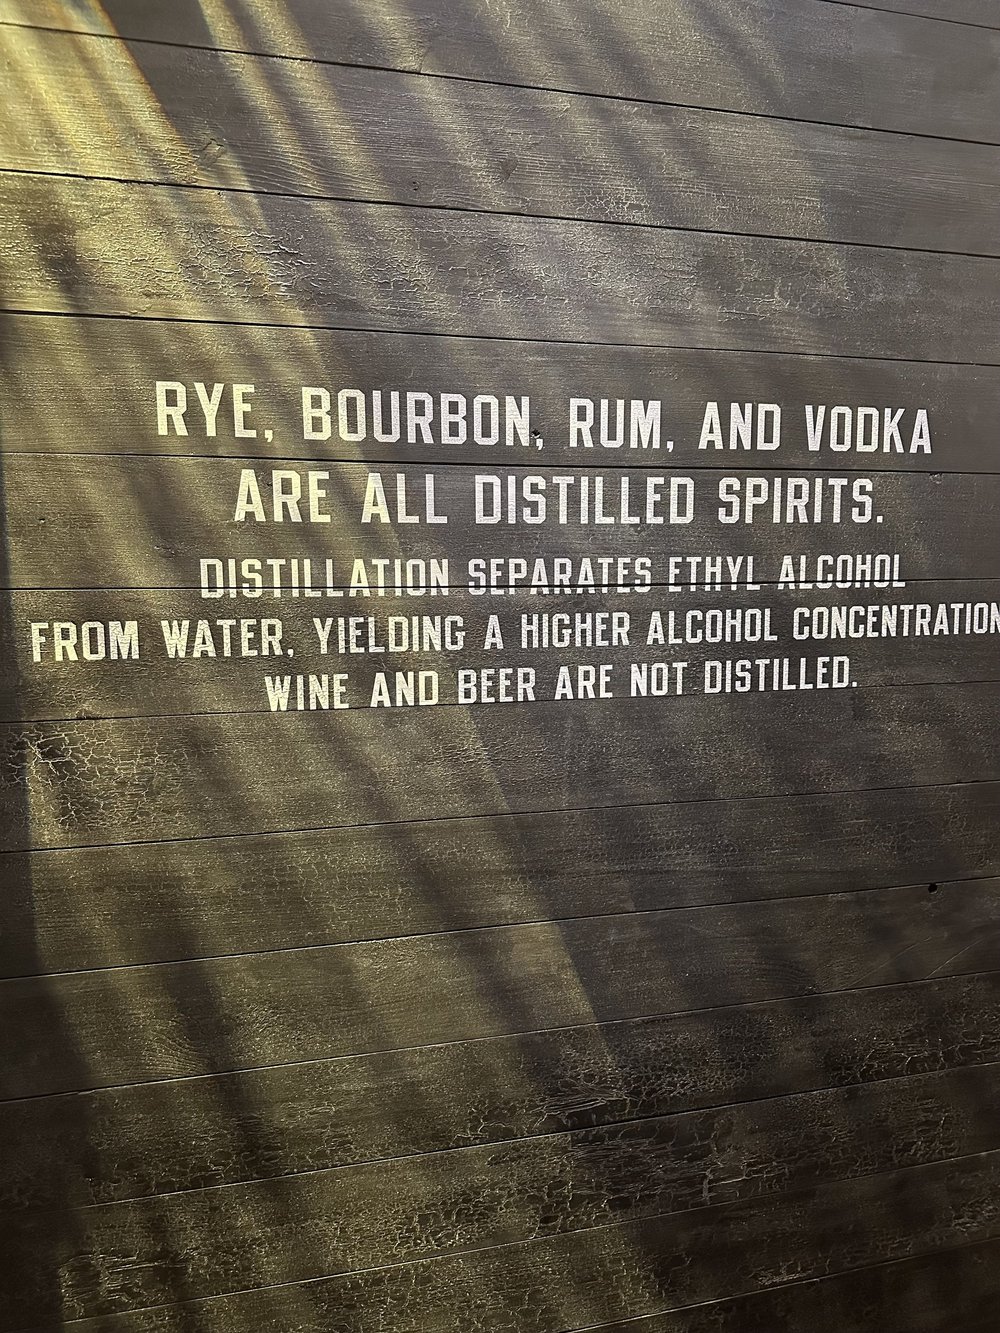 RYE, BOURBON, RUM, AND VODKA
ARE ALL DISTILLED SPIRITS.
DISTILLATION SEPARATES ETHYL ALCOHOL
FROM WATER, YIELDING A HIGHER ALCOHOL CONCENTRATION
WINE AND BEER ARE NOT DISTILLED.